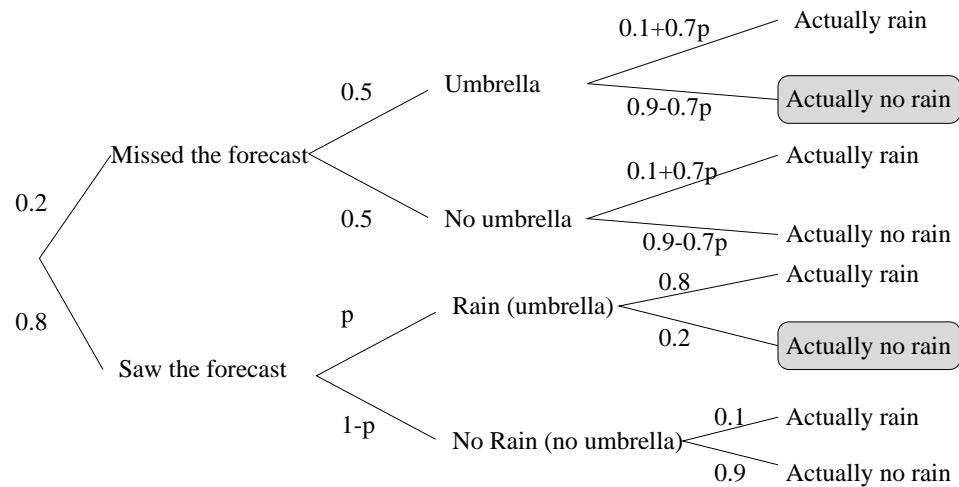 Actually rain
0.1+0.7p
Umbrella
0.5
0.9-0.7p
Actually no rain
Missed the forecast
Actually rain
0.1+0.7p
0.2
0.5
No umbrella
0.9-0.7p
Actually no rain
Actually rain
0.8
Rain (umbrella)
p
0.8
0.2
Actually no rain
Saw the forecast
1-p
0.1
Actually rain
No Rain (no umbrella)
0.9
Actually no rain